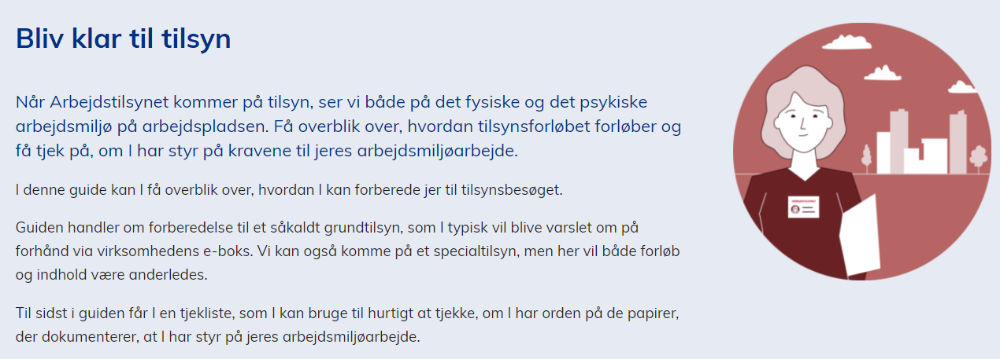 Bliv klar til tilsyn
Når Arbejdstilsynet kommer på tilsyn, ser vi både på det fysiske og det psykiske
arbejdsmiljø på arbejdspladsen. Få overblik over, hvordan tilsynsforløbet forløber og
få tjek på, om I har styr på kravene til jeres arbejdsmiljøarbejde.
I denne guide kan I få overblik over, hvordan I kan forberede jer til tilsynsbesøget.
Guiden handler om forberedelse til et såkaldt grundtilsyn, som I typisk vil blive varslet om på
forhånd via virksomhedens e-boks. Vi kan også komme på et specialtilsyn, men her vil både forløb
og indhold være anderledes.
Til sidst i guiden får I en tjekliste, som I kan bruge til hurtigt at tjekke, om I har orden på de papirer,
der dokumenterer, at I har styr på jeres arbejdsmiljøarbejde.